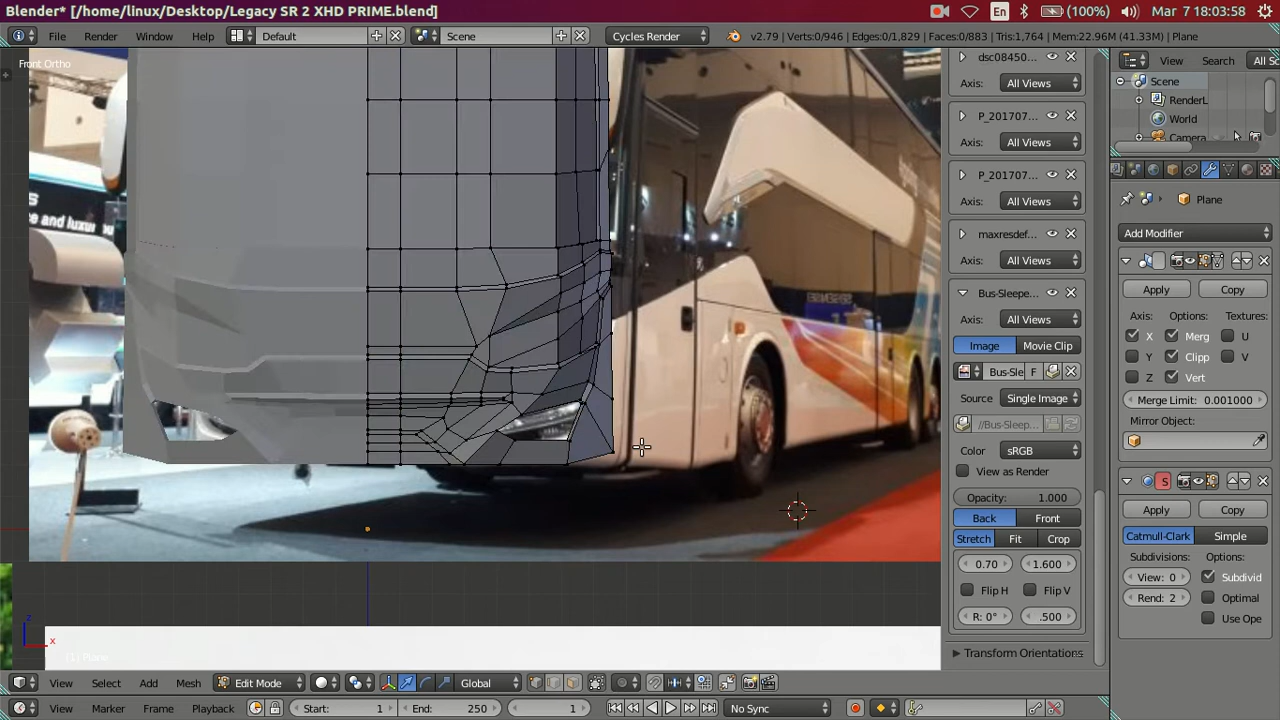 Blender* [/home/linux/Desktop/Legacy SR 2 XHD PRIME.blend]
En
(100%)
Mar 7 18:03:58
File
Render
Window
Help
Default
Scene
Cycles Render
v2.79 | Verts:0/946 | Edges:0/1,829 | Faces:0/883 | Tris:1,764 | Mem:22.96M (41.33M) | Plane
Front Ortho
S
e and luxur
dsc08450...
Axis:
All Views
P_201707...
Axis:
All Views
P_201707...
Axis:
All Views
maxresdef...
Axis:
All Views
Bus-Sleepe...
Axis:
All Views
Image
Movie Clip
Bus-Sle
F
Source
Single Image
//Bus-Sleep...
Color
sRGB
View as Render
Opacity:
1.000
Back
Front
Stretch
Fit
Crop
0.70
1.600
Flip H
Flip V
R: 0°
.500
Transform Orientations
View
Search
All Sc
Scene
RenderL
World
Camera
Plane
Add Modifier
Apply
Copy
Axis:
Options:
Textures:
X
Merg
U
Y
Clipp
V
Z
Vert
Merge Limit: 0.001000
Mirror Object:
S
Apply
Copy
Catmull-Clark
Simple
Subdivisions:
Options:
View: 0
Subdivid
Rend: 2
Optimal
Use Ope
z
x
(1) Plane
View
Select
Add
Mesh
Edit Mode
Global
View
Marker
Frame
Playback
Start:
1
End:
250
1
No Sync